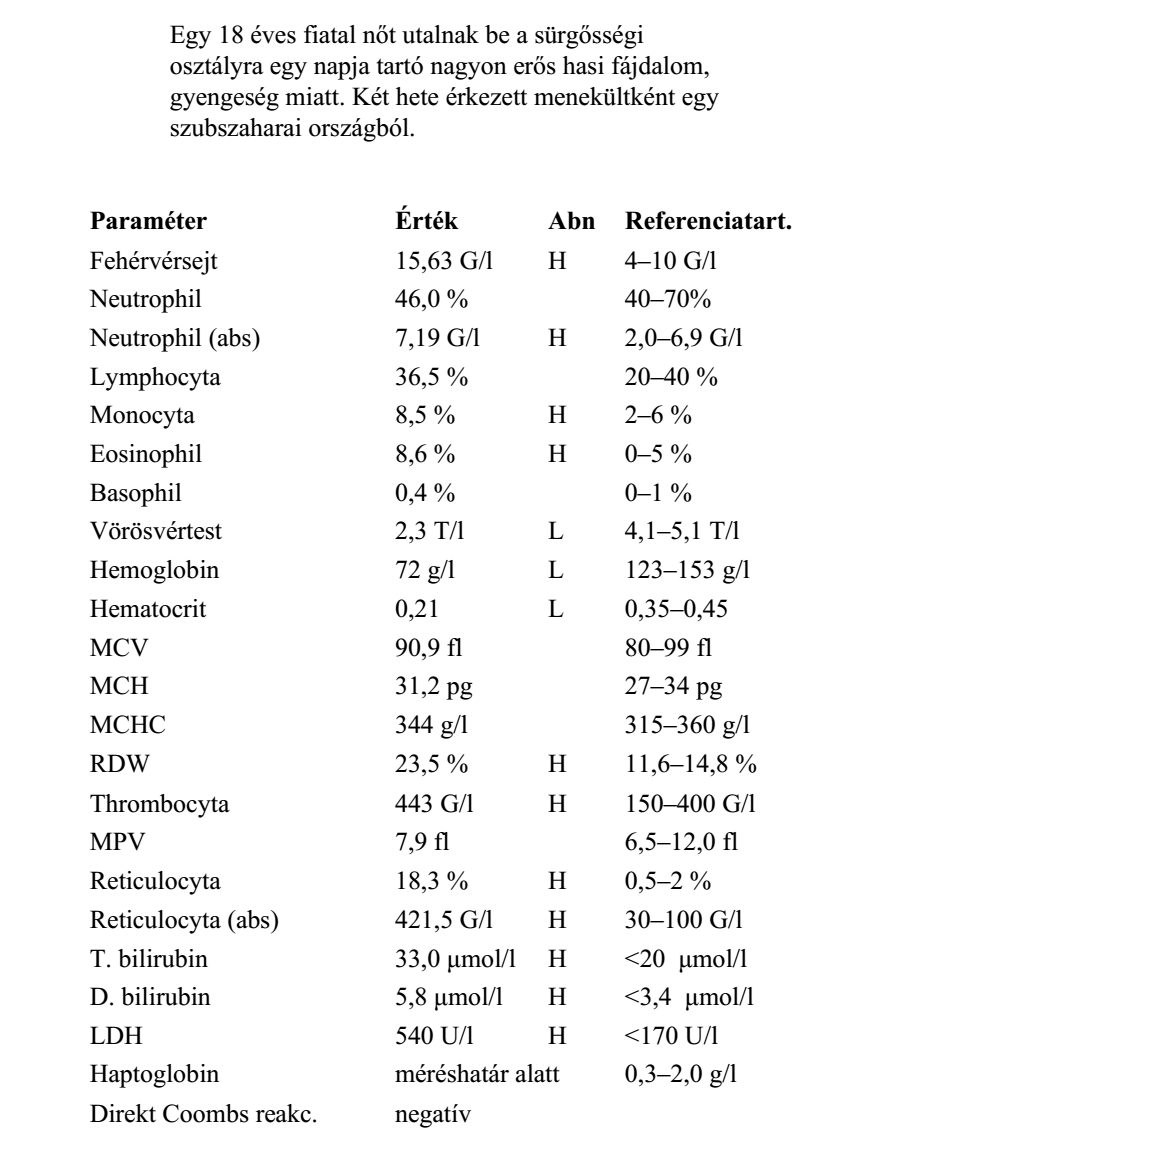 Egy 18 éves fiatal nőt utalnak be a sürgősségi
osztályra egy napja tartó nagyon erős hasi fájdalom,
gyengeség miatt. Két hete érkezett menekültként egy
szubszaharai országból.
Paraméter Érték Abn Referenciatart.
Fehérvérsejt 15,63 G/l H 4–10 G/l
Neutrophil 46,0 % 40–70%
Neutrophil (abs) 7,19 G/l H 2,0–6,9 G/l
Lymphocyta 36,5 % 20–40 %
Monocyta 8,5 % H 2–6 %
Eosinophil 8,6 % H 0–5 %
Basophil 0,4 % 0–1 %
Vörösvértest 2,3 T/l L 4,1–5,1 T/l
Hemoglobin 72 g/l L 123–153 g/l
Hematocrit 0,21 L 0,35–0,45
MCV 90,9 fl 80–99 fl
MCH 31,2 pg 27–34 pg
MCHC 344 g/l 315–360 g/l
RDW 23,5 % H 11,6–14,8 %
Thrombocyta 443 G/l H 150–400 G/l
MPV 7,9 fl 6,5–12,0 fl
Reticulocyta 18,3 % H 0,5–2 %
Reticulocyta (abs) 421,5 G/l H 30–100 G/l
T. bilirubin 33,0 μmol/l H <20 μmol/l
D. bilirubin 5,8 μmol/l H <3,4 μmol/l
LDH 540 U/l H <170 U/l
Haptoglobin méréshatár alatt 0,3–2,0 g/l
Direkt Coombs reakc. negatív